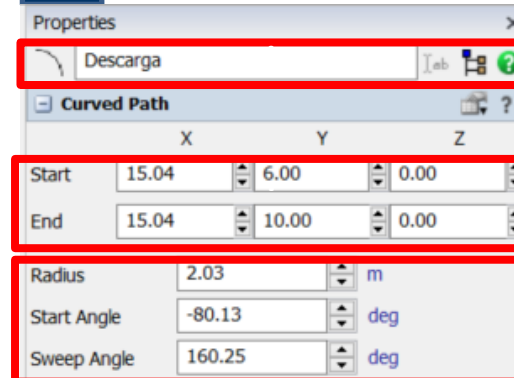 Properties ×
Descarga Iab ?
Curved Path ?
X Y Z
Start 15.04 6.00 0.00
End 15.04 10.00 0.00
Radius 2.03 m
Start Angle -80.13 deg
Sweep Angle 160.25 deg